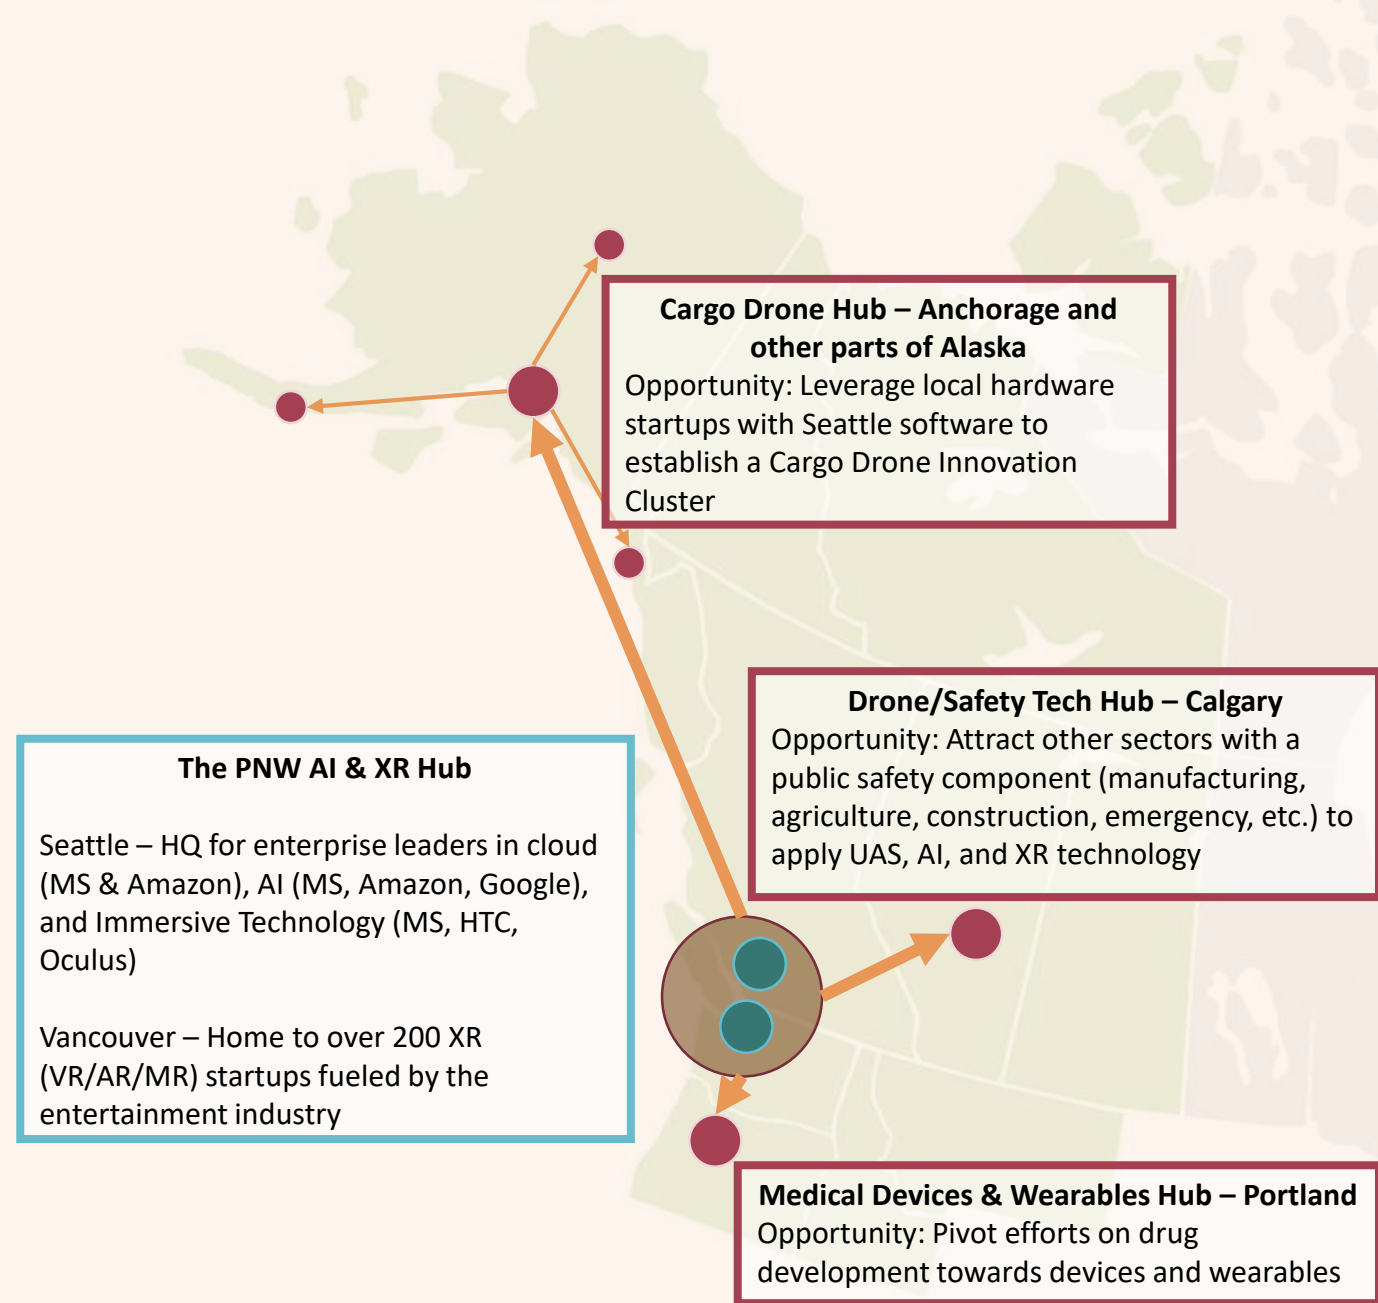 Cargo Drone Hub – Anchorage and
other parts of Alaska
Opportunity: Leverage local hardware
startups with Seattle software to
establish a Cargo Drone Innovation
Cluster
Drone/Safety Tech Hub – Calgary
Opportunity: Attract other sectors with a
public safety component (manufacturing,
agriculture, construction, emergency, etc.) to
apply UAS, AI, and XR technology
The PNW AI & XR Hub
Seattle – HQ for enterprise leaders in cloud
(MS & Amazon), AI (MS, Amazon, Google),
and Immersive Technology (MS, HTC,
Oculus)
Vancouver – Home to over 200 XR
(VR/AR/MR) startups fueled by the
entertainment industry
Medical Devices & Wearables Hub – Portland
Opportunity: Pivot efforts on drug
development towards devices and wearables